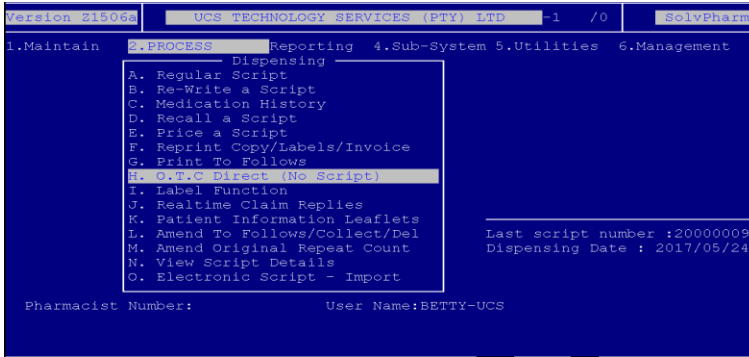 Version Z1506a UCS TECHNOLOGY SERVICES (PTY) LTD -1 /0 SolvPharm
1.Maintain 2.PROCESS Reporting 4.Sub-System 5.Utilities 6.Management
Dispensing
A. Regular Script
B. Re-Write a Script
C. Medication History
D. Recall a Script
E. Price a Script
F. Reprint Copy/Labels/Invoice
G. Print To Follows
H. O.T.C Direct (No Script)
I. Label Function
J. Realtime Claim Replies
K. Patient Information Leaflets
L. Amend To Follows/Collect/Del Last script number :20000009
M. Amend Original Repeat Count Dispensing Date : 2017/05/24
N. View Script Details
O. Electronic Script - Import
Pharmacist Number: User Name:BETTY-UCS